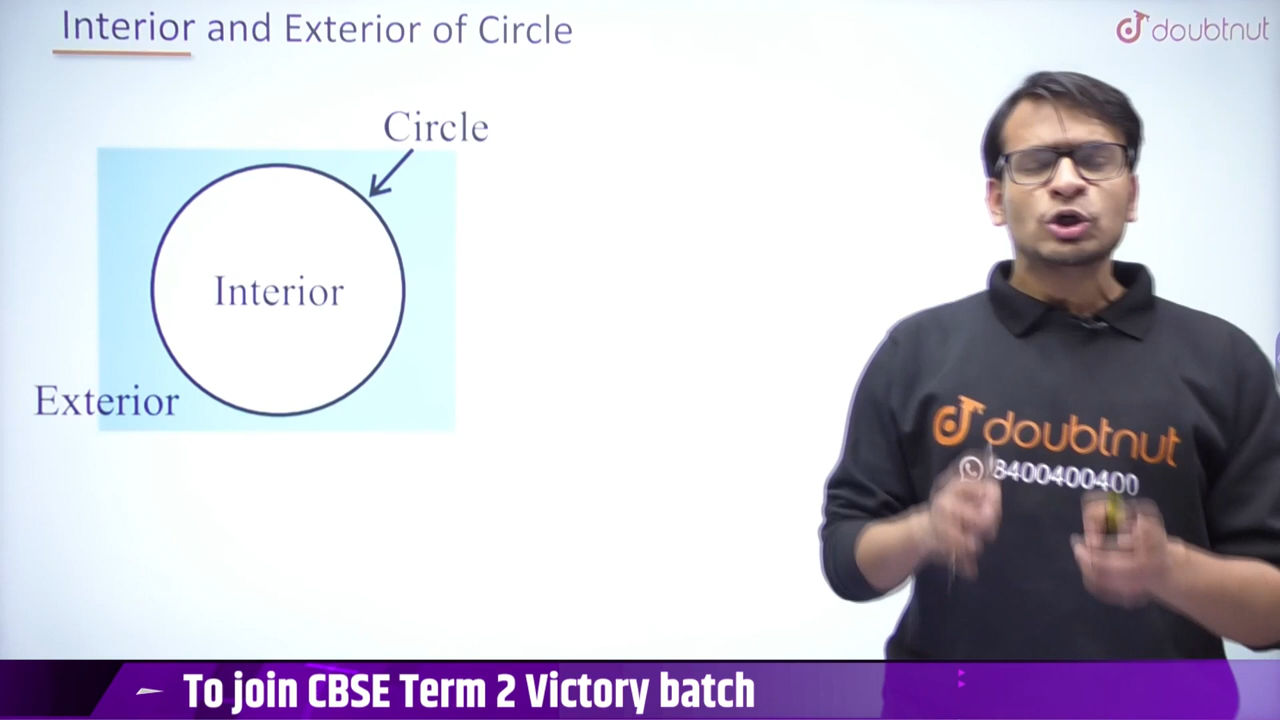 Interior and Exterior of Circle
doubtnut
Circle
Interior
Exterior
doubtnut
8400400400
To join CBSE Term 2 Victory batch